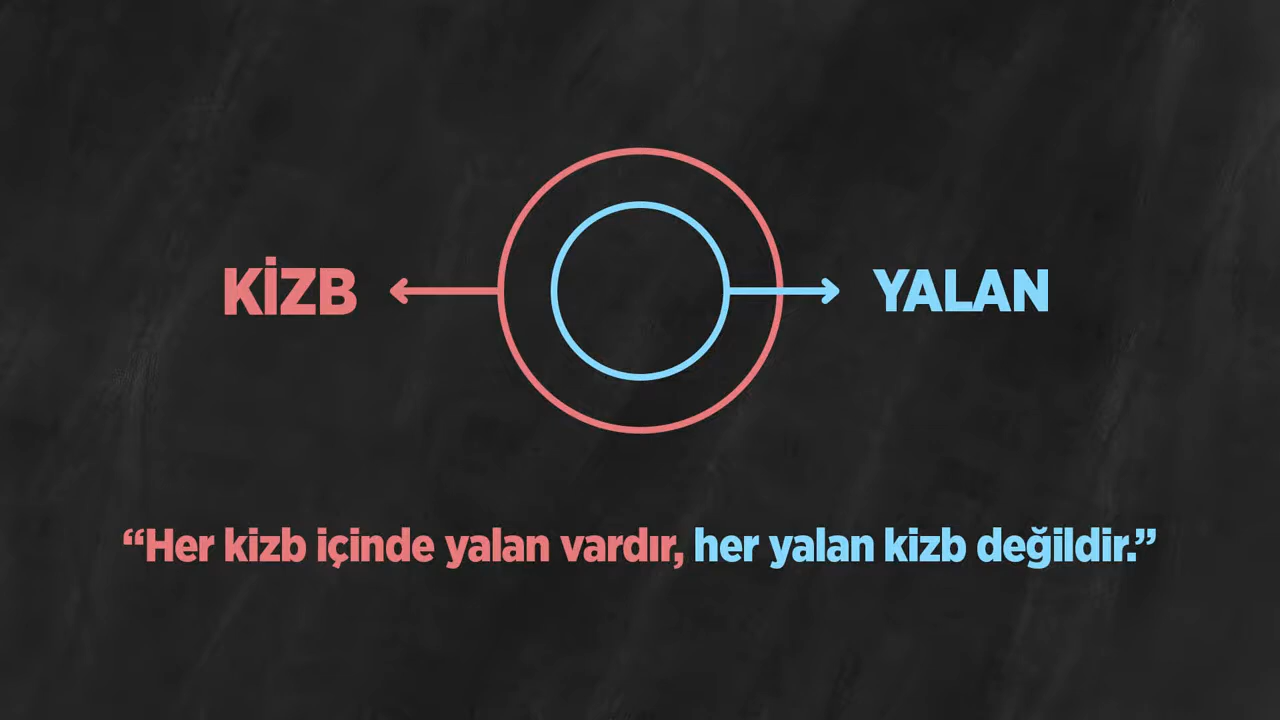 KİZB
YALAN
“Her kizb içinde yalan vardır, her yalan kizb değildir.”